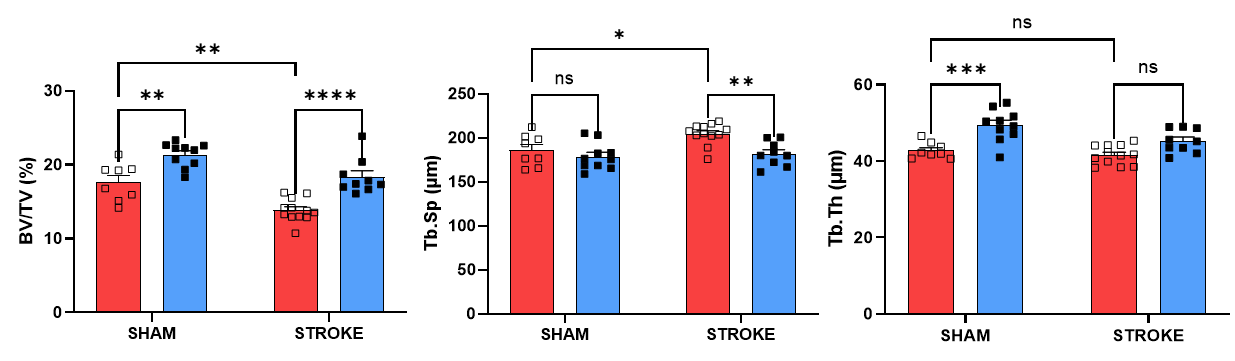 **
**
****
BV/TV (%)
30
20
10
0
SHAM
STROKE
*
ns
**
Tb.Sp (µm)
250
200
150
100
50
0
SHAM
STROKE
ns
***
ns
Tb.Th (µm)
60
40
20
0
SHAM
STROKE